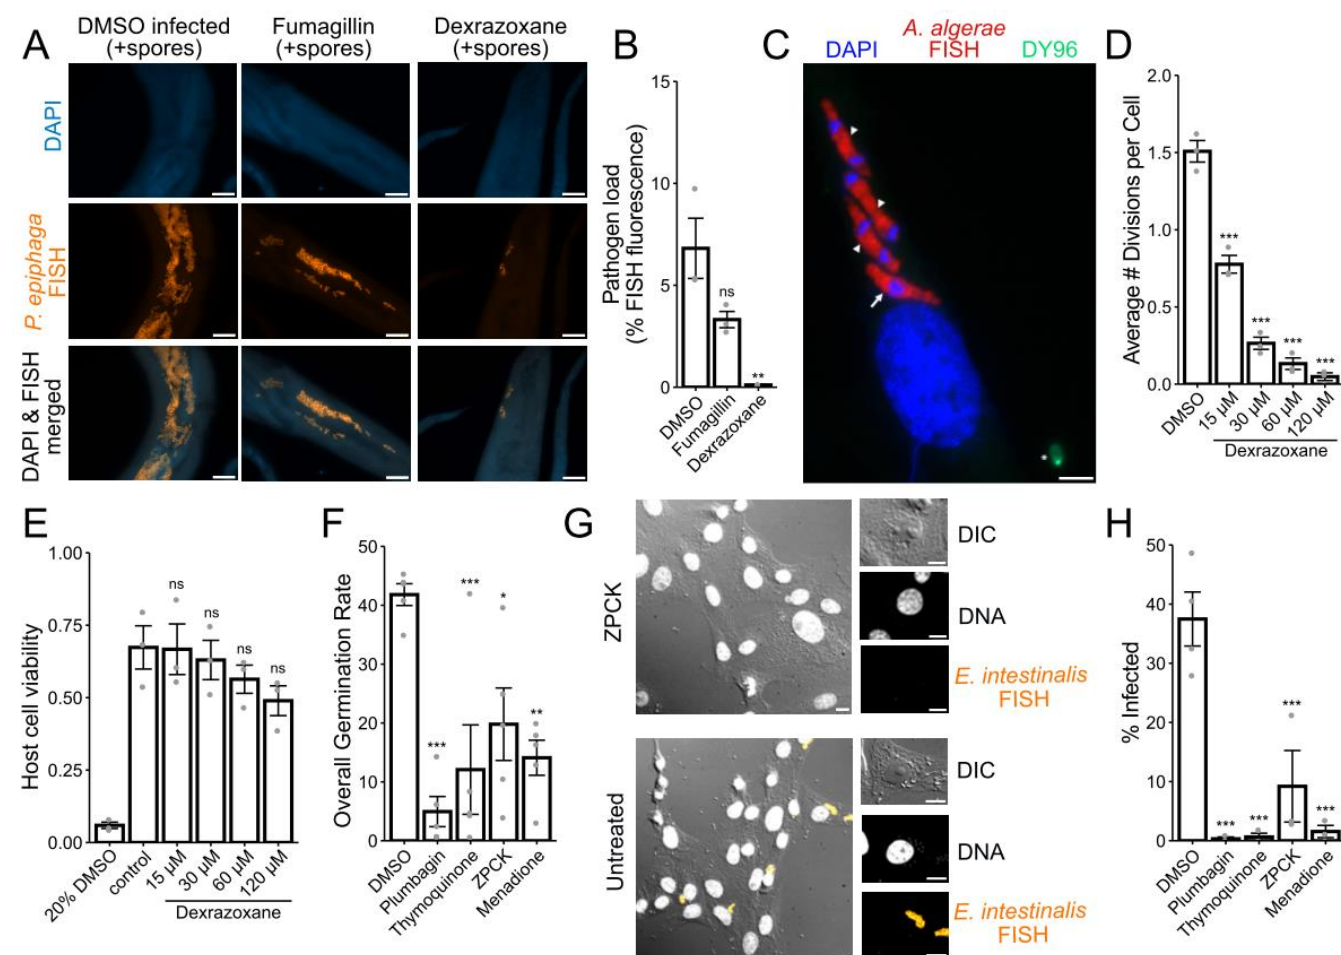 A
DMSO infected
(+spores)
Fumagillin
(+spores)
Dexrazoxane
(+spores)
DAPI
P. epiphaga
FISH
DAPI & FISH
merged
B
Pathogen load
(% FISH fluorescence)
15
10
5
0
ns
**
DMSO
Fumagillin
Dexrazoxane
C
DAPI
A. algerae
FISH
DY96
*
D
Average # Divisions per Cell
2.0
1.5
1.0
0.5
0.0
***
***
***
***
DMSO
15 µM
30 µM
60 µM
120 µM
Dexrazoxane
E
Host cell viability
1.00
0.75
0.50
0.25
0.00
ns
ns
ns
ns
20% DMSO
control
15 µM
30 µM
60 µM
120 µM
Dexrazoxane
F
Overall Germination Rate
50
40
30
20
10
0
***
***
*
**
DMSO
Plumbagin
Thymoquinone
ZPCK
Menadione
G
ZPCK
DIC
DNA
E. intestinalis
FISH
Untreated
DIC
DNA
E. intestinalis
FISH
H
% Infected
50
40
30
20
10
0
***
***
***
***
DMSO
Plumbagin
Thymoquinone
ZPCK
Menadione